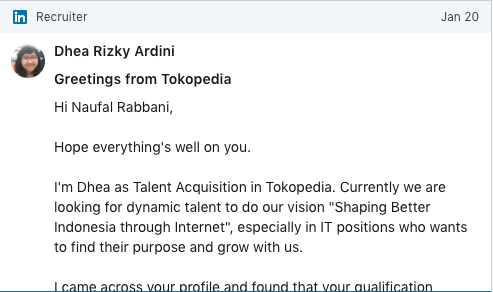 in Recruiter Jan 20
Dhea Rizky Ardini
Greetings from Tokopedia
Hi Naufal Rabbani,
Hope everything's well on you.
I'm Dhea as Talent Acquisition in Tokopedia. Currently we are
looking for dynamic talent to do our vision "Shaping Better
Indonesia through Internet", especially in IT positions who wants
to find their purpose and grow with us.
I came across your profile and found that your qualification